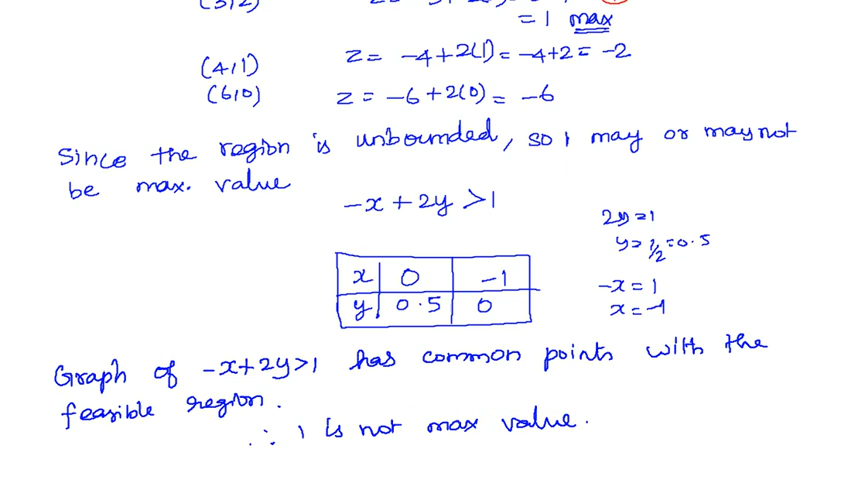 (3,2)
= 1 max
(4,1) z = -4+2(1) = -4+2 = -2
(6,0) z = -6+2(0) = -6
Since the region is unbounded, so 1 may or may not
be max. value
-x + 2y > 1
2y=1
y=1/2=0.5
x 0 -1
y 0.5 0
-x = 1
x = -1
Graph of -x+2y>1 has common points with the
feasible region.
∴ 1 is not max value.